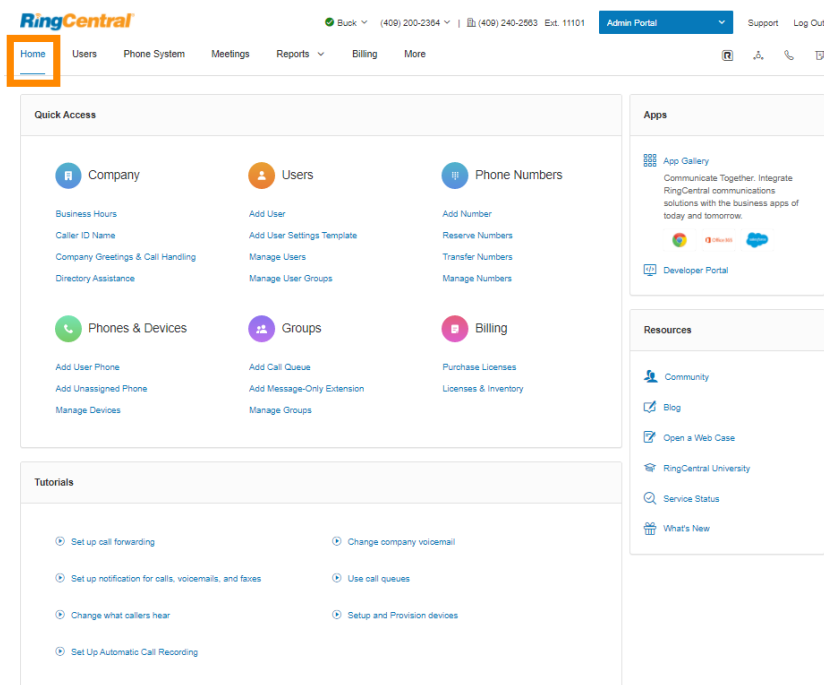 RingCentral
Buck (409) 200-2364 | (409) 240-2563 Ext. 11101 Admin Portal Support Log Out
Home Users Phone System Meetings Reports Billing More
Quick Access
Company
Business Hours
Caller ID Name
Company Greetings & Call Handling
Directory Assistance
Users
Add User
Add User Settings Template
Manage Users
Manage User Groups
Phone Numbers
Add Number
Reserve Numbers
Transfer Numbers
Manage Numbers
Phones & Devices
Add User Phone
Add Unassigned Phone
Manage Devices
Groups
Add Call Queue
Add Message-Only Extension
Manage Groups
Billing
Purchase Licenses
Licenses & Inventory
Tutorials
Set up call forwarding
Change company voicemail
Set up notification for calls, voicemails, and faxes
Use call queues
Change what callers hear
Setup and Provision devices
Set Up Automatic Call Recording
Apps
App Gallery
Communicate Together. Integrate
RingCentral communications
solutions with the business apps of
today and tomorrow.
Office 365
salesforce
Developer Portal
Resources
Community
Blog
Open a Web Case
RingCentral University
Service Status
What's New